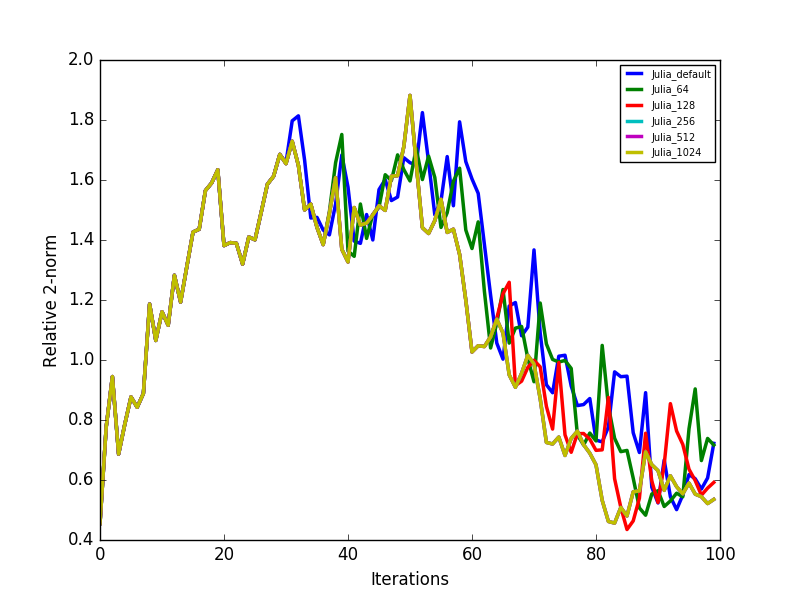 2.0
1.8
1.6
1.4
1.2
1.0
0.8
0.6
0.4
Relative 2-norm
0 20 40 60 80 100
Iterations
Julia_default
Julia_64
Julia_128
Julia_256
Julia_512
Julia_1024